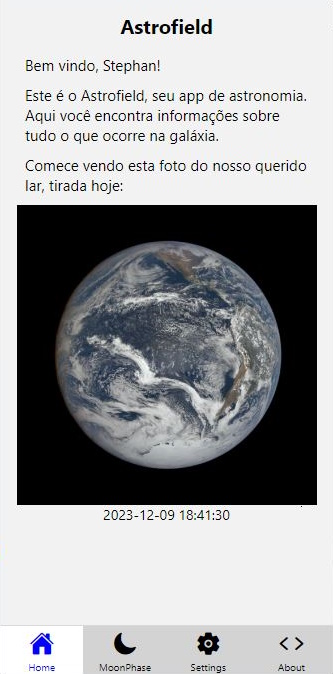 Astrofield
Bem vindo, Stephan!
Este é o Astrofield, seu app de astronomia.
Aqui você encontra informações sobre
tudo o que ocorre na galáxia.
Comece vendo esta foto do nosso querido
lar, tirada hoje:
2023-12-09 18:41:30
Home MoonPhase Settings About